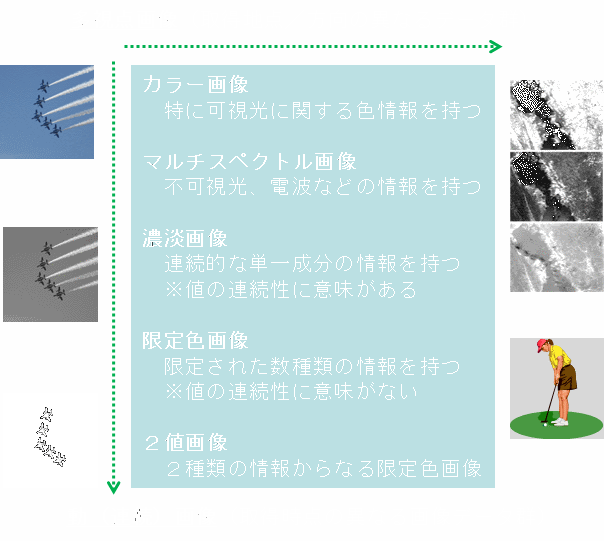 カラー画像
特に可視光に関する色情報を持つ
マルチスペクトル画像
不可視光、電波などの情報を持つ
濃淡画像
連続的な単一成分の情報を持つ
※値の連続性に意味がある
限定色画像
限定された数種類の情報を持つ
※値の連続性に意味がない
２値画像
２種類の情報からなる限定色画像